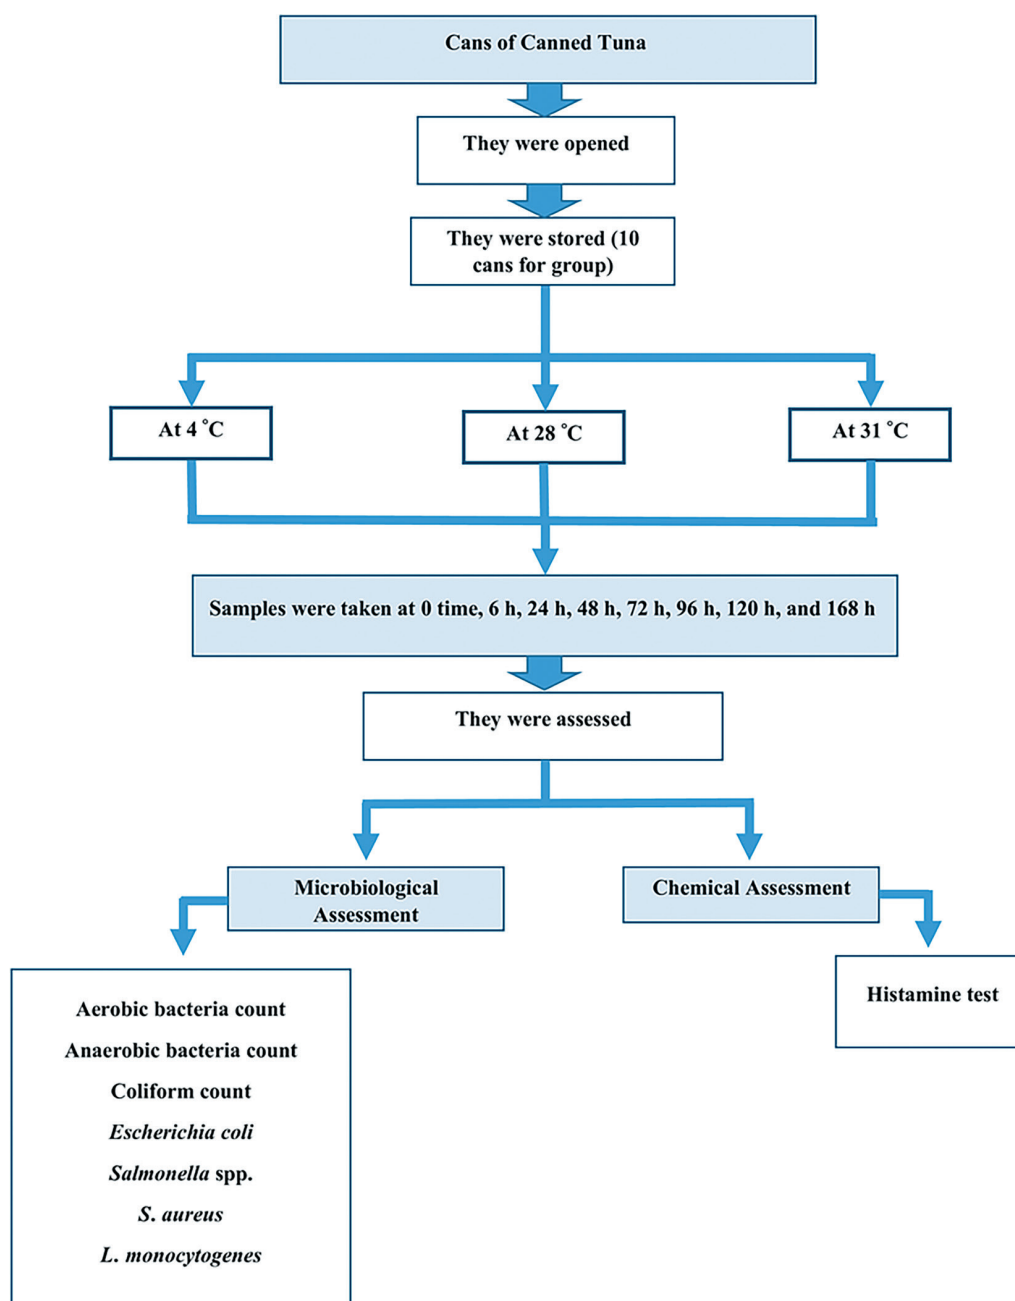 Cans of Canned Tuna
They were opened
They were stored (10
cans for group)
At 4 °C
At 28 °C
At 31 °C
Samples were taken at 0 time, 6 h, 24 h, 48 h, 72 h, 96 h, 120 h, and 168 h
They were assessed
Microbiological
Assessment
Chemical Assessment
Histamine test
Aerobic bacteria count
Anaerobic bacteria count
Coliform count
Escherichia coli
Salmonella spp.
S. aureus
L. monocytogenes